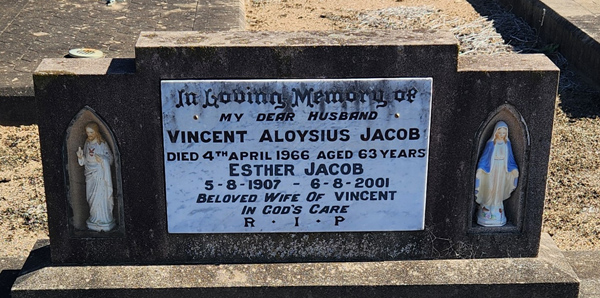 In Loving Memory of
MY DEAR HUSBAND
VINCENT ALOYSIUS JACOB
DIED 4TH APRIL 1966 AGED 63 YEARS
ESTHER JACOB
5-8-1907 - 6-8-2001
BELOVED WIFE OF VINCENT
IN GOD'S CARE
R · I · P